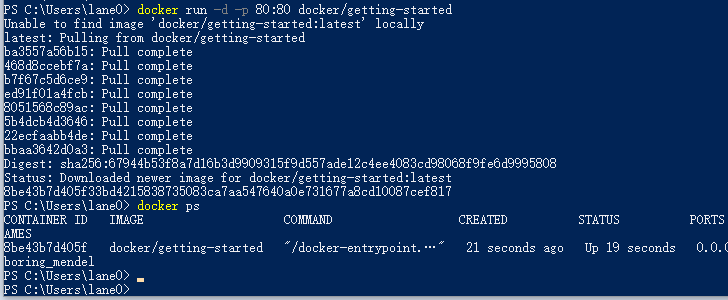 PS C:\Users\lane0> docker run -d -p 80:80 docker/getting-started
Unable to find image 'docker/getting-started:latest' locally
latest: Pulling from docker/getting-started
ba3557a56b15: Pull complete
468d8ccebf7a: Pull complete
b7f67c5d6ce9: Pull complete
ed91f01a4fcb: Pull complete
8051568c89ac: Pull complete
5b4dcb4d3646: Pull complete
22ecfaabb4de: Pull complete
bbaa3642d0a3: Pull complete
Digest: sha256:67944b53f8a7d16b3d9909315f9d557ade12c4ee4083cd98068f9fe6d9995808
Status: Downloaded newer image for docker/getting-started:latest
8be43b7d405f33bd4215838735083ca7aa547640a0e731677a8cd10087cef817
PS C:\Users\lane0> docker ps
CONTAINER ID   IMAGE                    COMMAND                  CREATED          STATUS          PORTS
AMES
8be43b7d405f   docker/getting-started   "/docker-entrypoint.…"   21 seconds ago   Up 19 seconds   0.0.0
boring_mendel
PS C:\Users\lane0>
PS C:\Users\lane0>